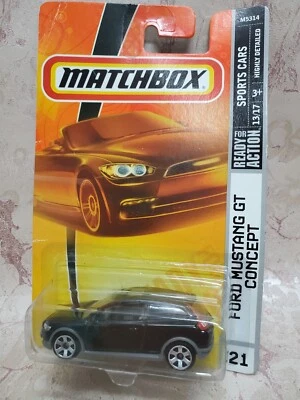 MATCHBOX
M5314
SPORTS CARS
HIGHLY DETAILED
3+
READY FOR ACTION
13/17
FORD MUSTANG GT
CONCEPT
21